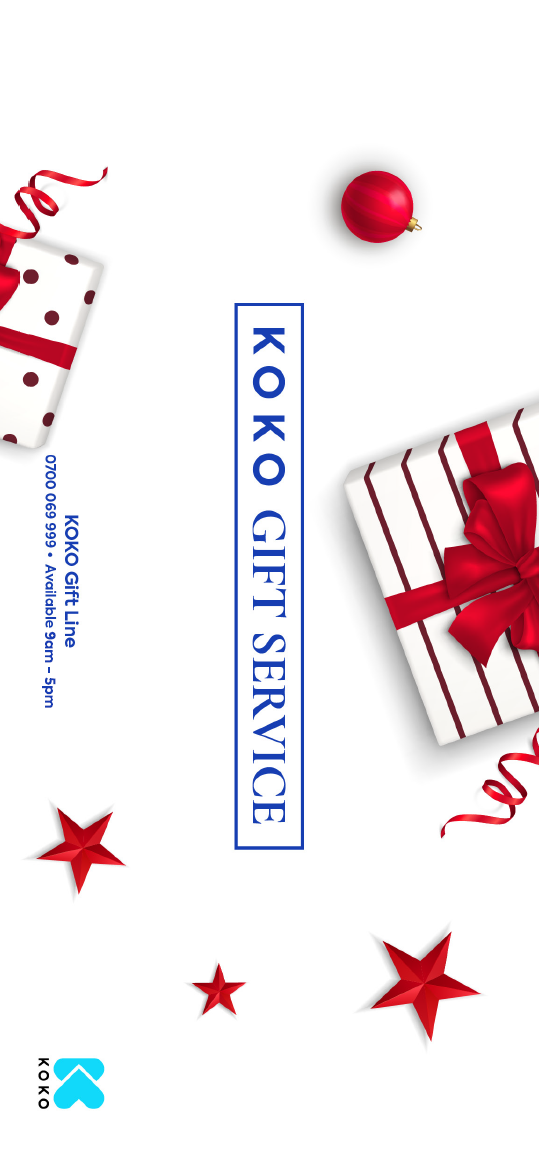 KOKO GIFT SERVICE
KOKO Gift Line
0700 069 999 • Available 9am – 5pm
KOKO